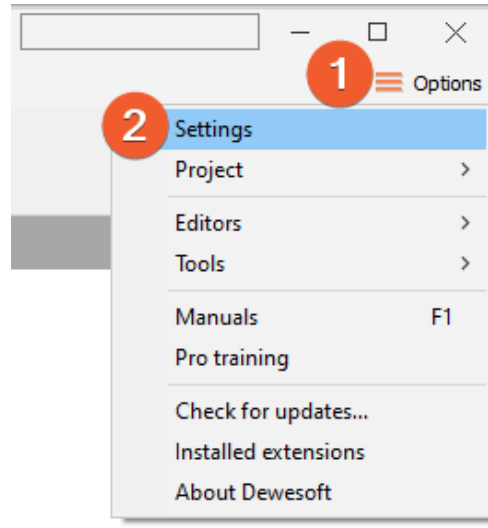 1
Options
2
Settings
Project
Editors
Tools
Manuals F1
Pro training
Check for updates...
Installed extensions
About Dewesoft